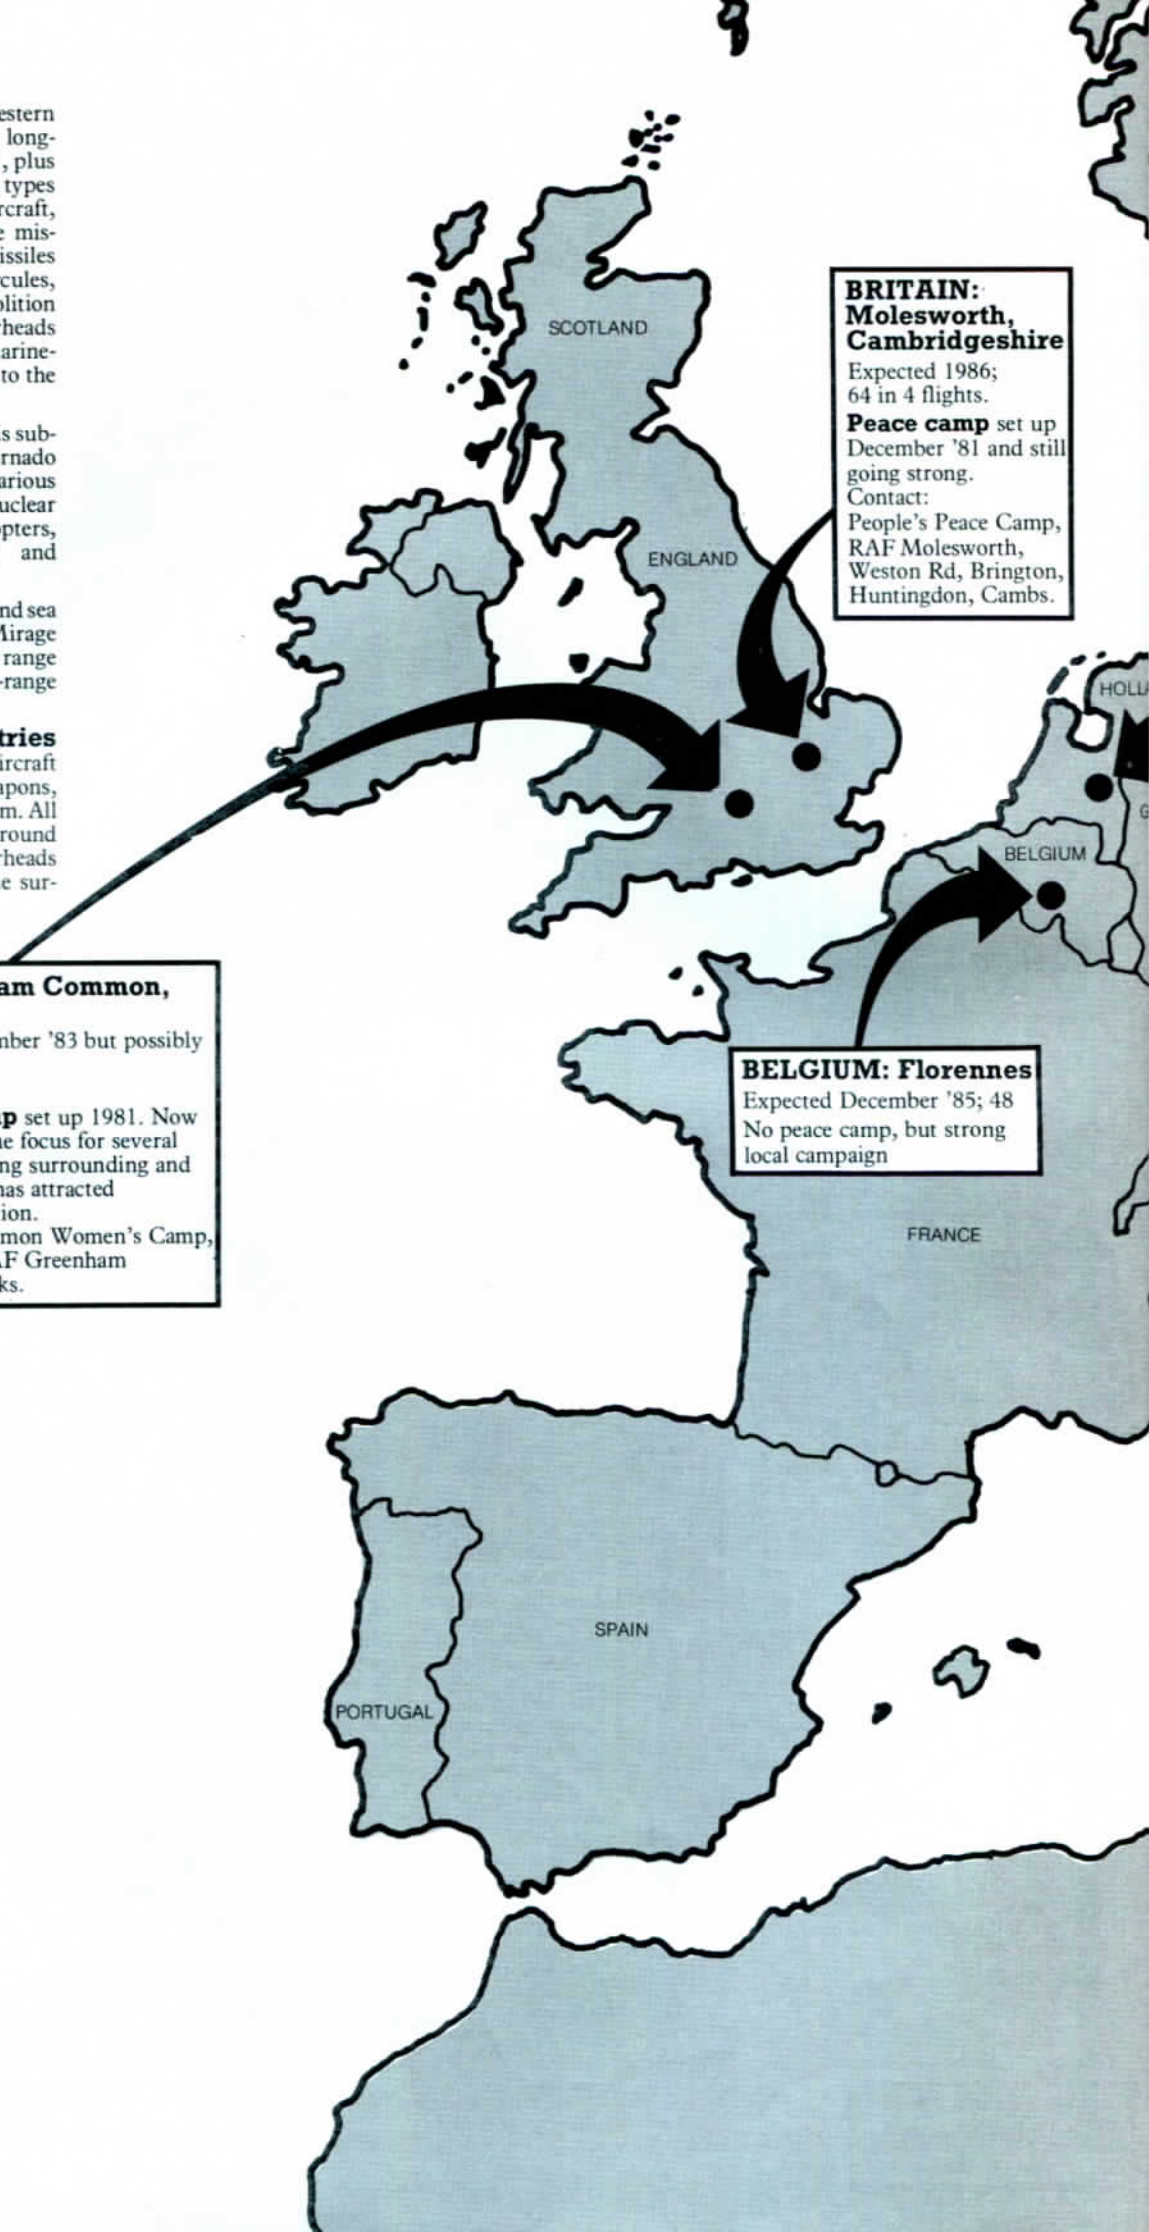 estern
long-
, plus
types
rcraft,
e mis-
issiles
cules,
olition
heads
arine-
to the
s sub-
rnado
arious
uclear
pters,
and
nd sea
Mirage
range
-range
tries
ircraft
apons,
m. All
round
rheads
e sur-
am Common,
mber '83 but possibly
up set up 1981. Now
ne focus for several
ng surrounding and
has attracted
ion.
mon Women's Camp,
AF Greenham
ks.
SCOTLAND
ENGLAND
BRITAIN:
Molesworth,
Cambridgeshire
Expected 1986;
64 in 4 flights.
Peace camp set up
December '81 and still
going strong.
Contact:
People's Peace Camp,
RAF Molesworth,
Weston Rd, Brington,
Huntingdon, Cambs.
HOLLA
G
BELGIUM
BELGIUM: Florennes
Expected December '85; 48
No peace camp, but strong
local campaign
FRANCE
SPAIN
PORTUGAL